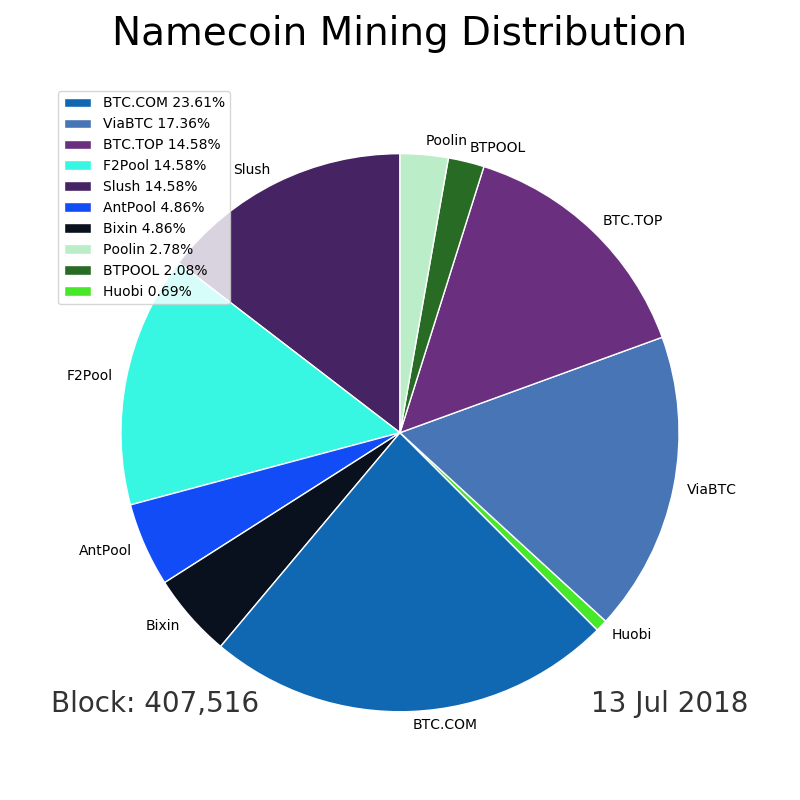 Namecoin Mining Distribution
BTC.COM 23.61%
ViaBTC 17.36%
BTC.TOP 14.58%
F2Pool 14.58%
Slush 14.58%
AntPool 4.86%
Bixin 4.86%
Poolin 2.78%
BTPOOL 2.08%
Huobi 0.69%
Poolin
BTPOOL
Slush
BTC.TOP
F2Pool
ViaBTC
AntPool
Bixin
Huobi
BTC.COM
Block: 407,516
13 Jul 2018